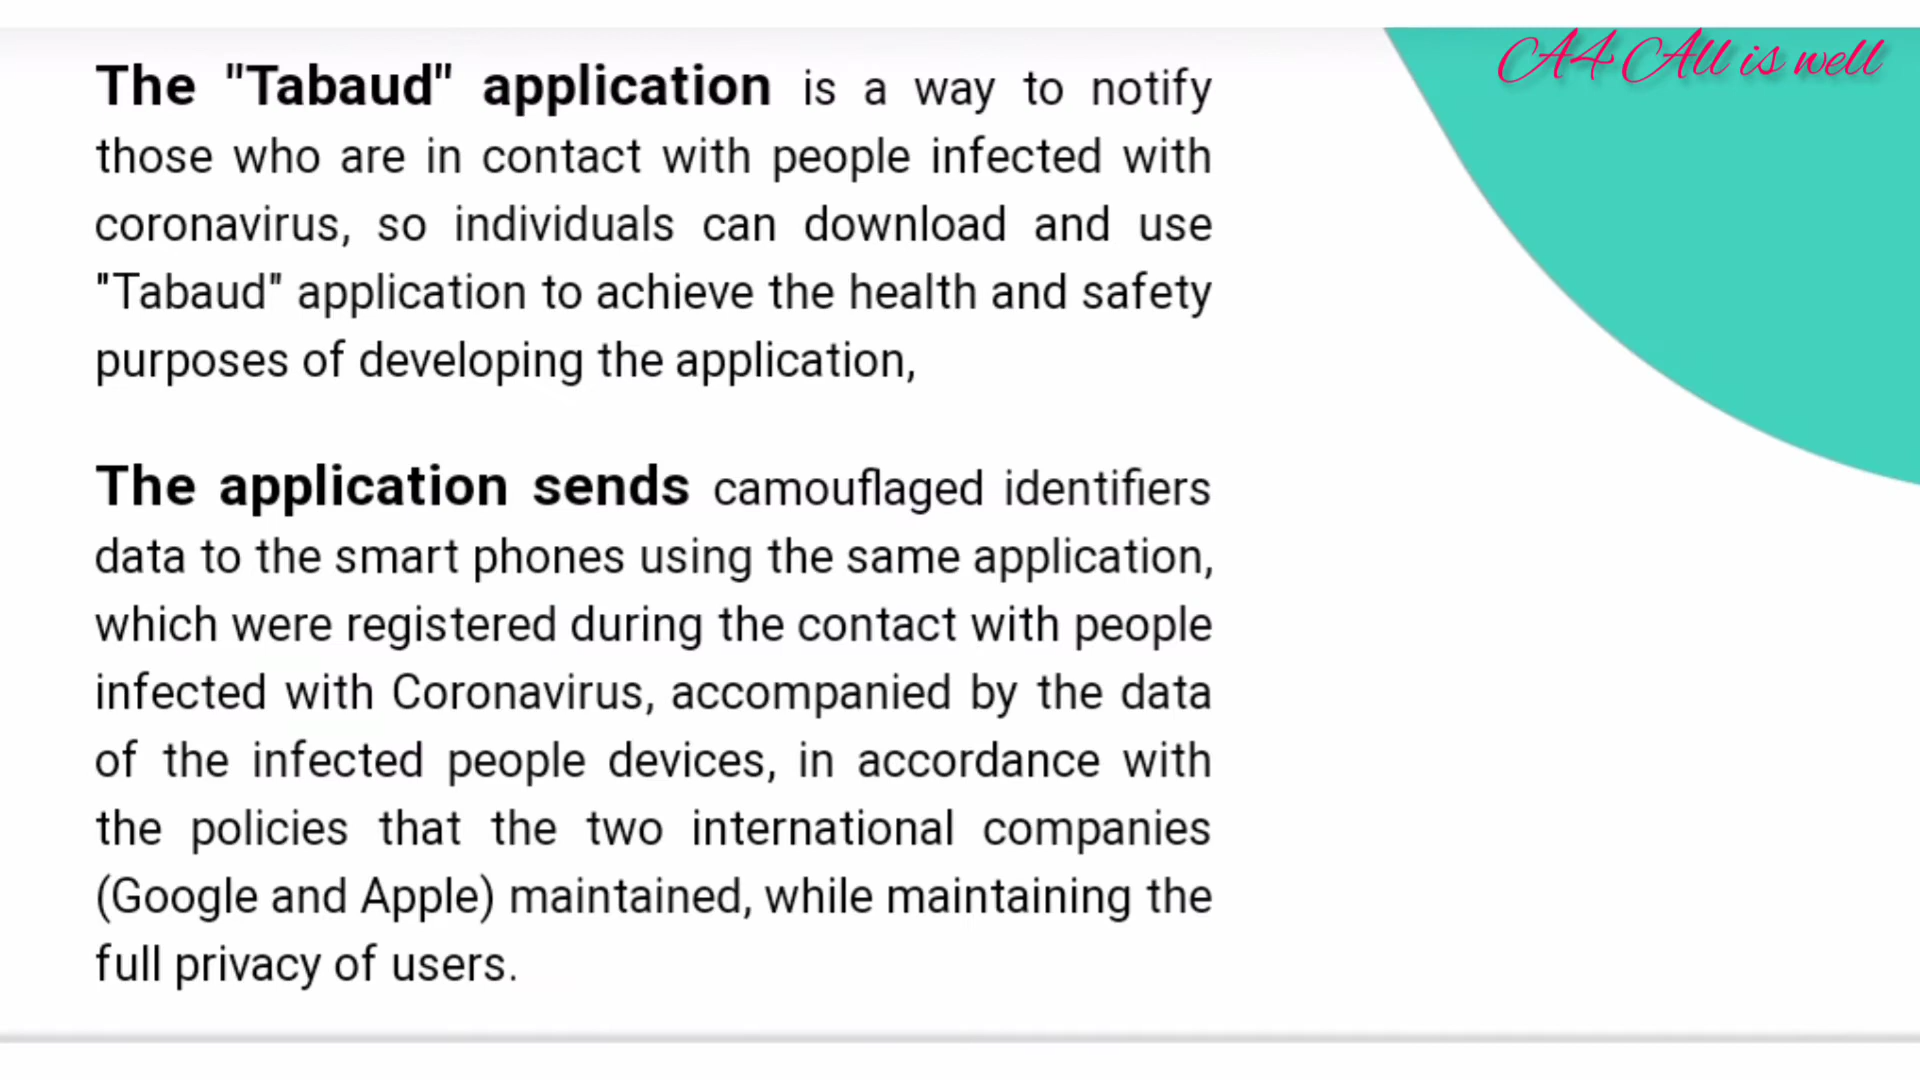 A4 All is well
The "Tabaud" application is a way to notify
those who are in contact with people infected with
coronavirus, so individuals can download and use
"Tabaud" application to achieve the health and safety
purposes of developing the application,
The application sends camouflaged identifiers
data to the smart phones using the same application,
which were registered during the contact with people
infected with Coronavirus, accompanied by the data
of the infected people devices, in accordance with
the policies that the two international companies
(Google and Apple) maintained, while maintaining the
full privacy of users.